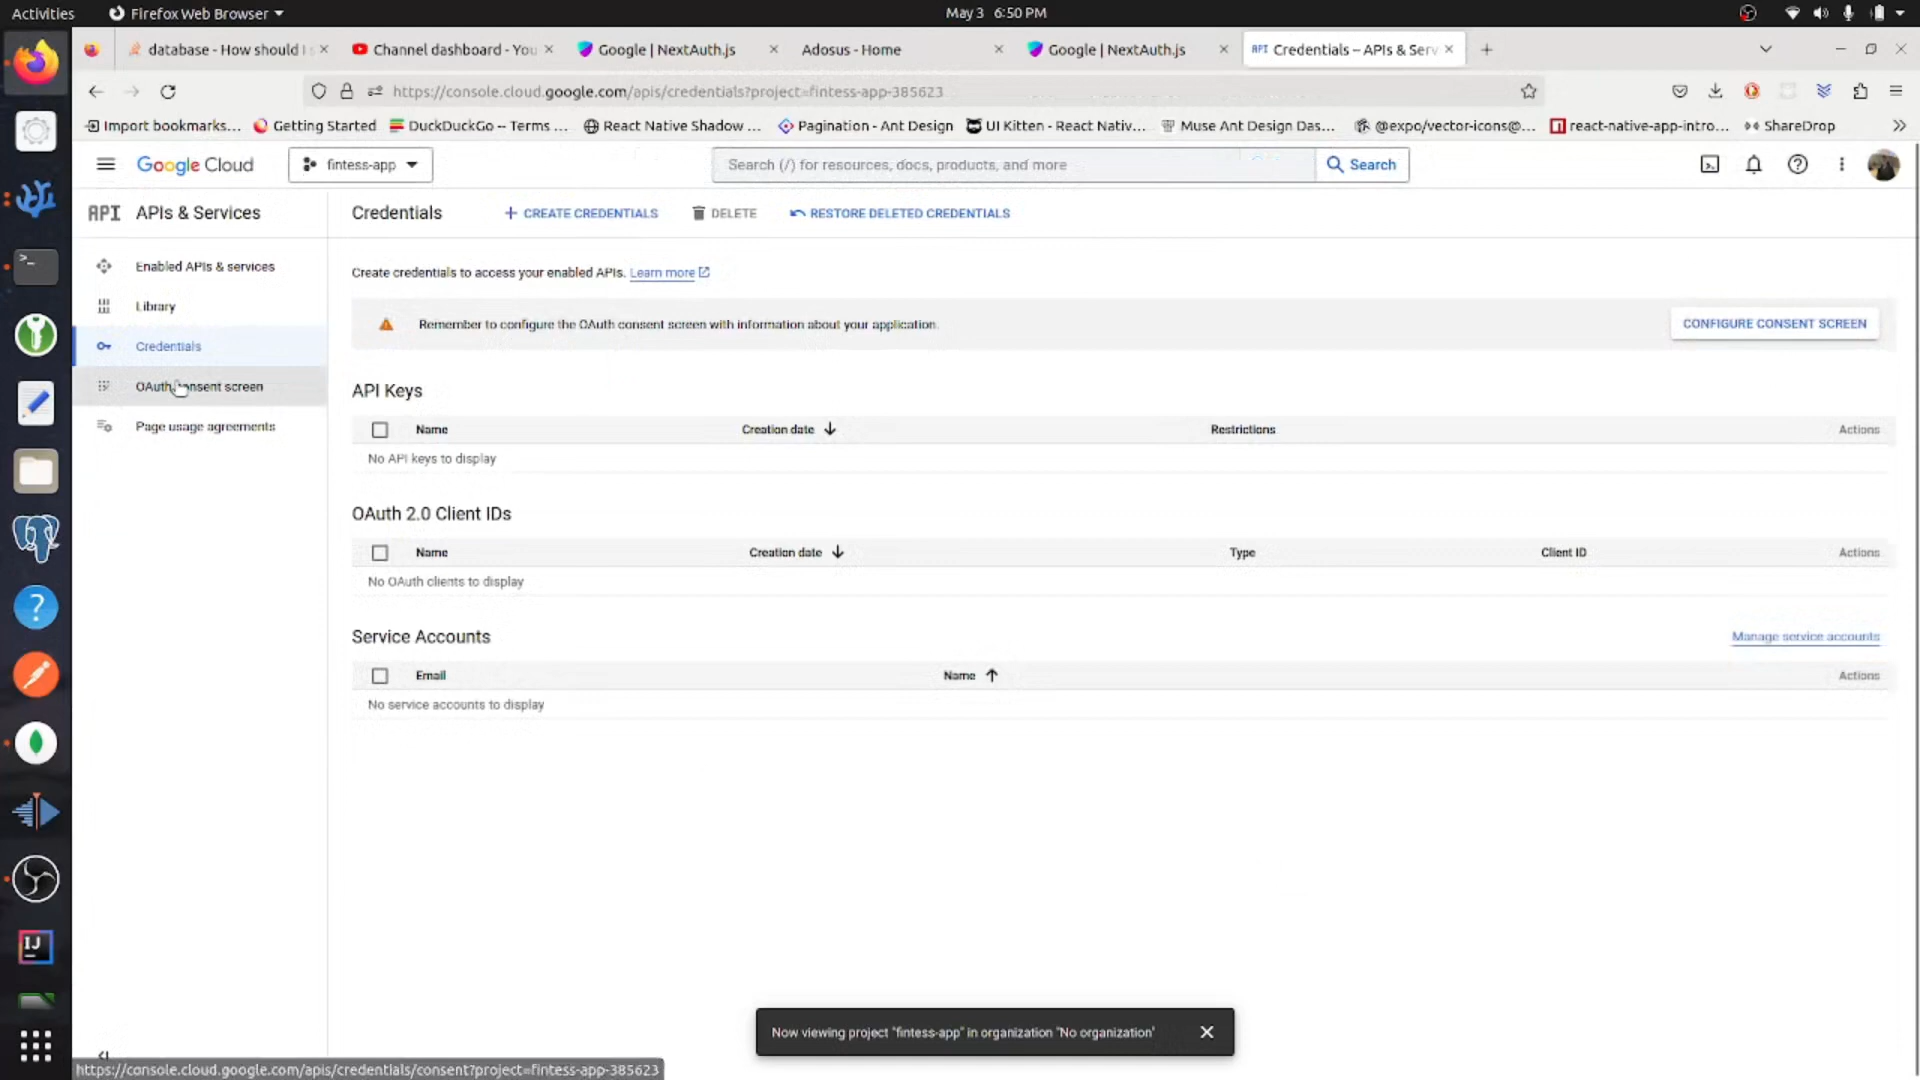 Activities Firefox Web Browser May 3 6:50 PM
database - How should I s Channel dashboard - You Google | NextAuth.js Adosus - Home Google | NextAuth.js API Credentials – APIs & Serv
https://console.cloud.google.com/apis/credentials?project=fintess-app-385623
Import bookmarks... Getting Started DuckDuckGo -- Terms ... React Native Shadow ... Pagination - Ant Design UI Kitten - React Nativ... Muse Ant Design Das... @expo/vector-icons@... react-native-app-intro... ShareDrop
Google Cloud fintess-app Search (/) for resources, docs, products, and more Search
API APIs & Services Credentials + CREATE CREDENTIALS DELETE RESTORE DELETED CREDENTIALS
Enabled APIs & services
Library
Credentials
OAuth consent screen
Page usage agreements
Create credentials to access your enabled APIs. Learn more
Remember to configure the OAuth consent screen with information about your application. CONFIGURE CONSENT SCREEN
API Keys
Name Creation date Restrictions Actions
No API keys to display
OAuth 2.0 Client IDs
Name Creation date Type Client ID Actions
No OAuth clients to display
Service Accounts Manage service accounts
Email Name Actions
No service accounts to display
IJ
Now viewing project "fintess-app" in organization "No organization"
https://console.cloud.google.com/apis/credentials/consent?project=fintess-app-385623